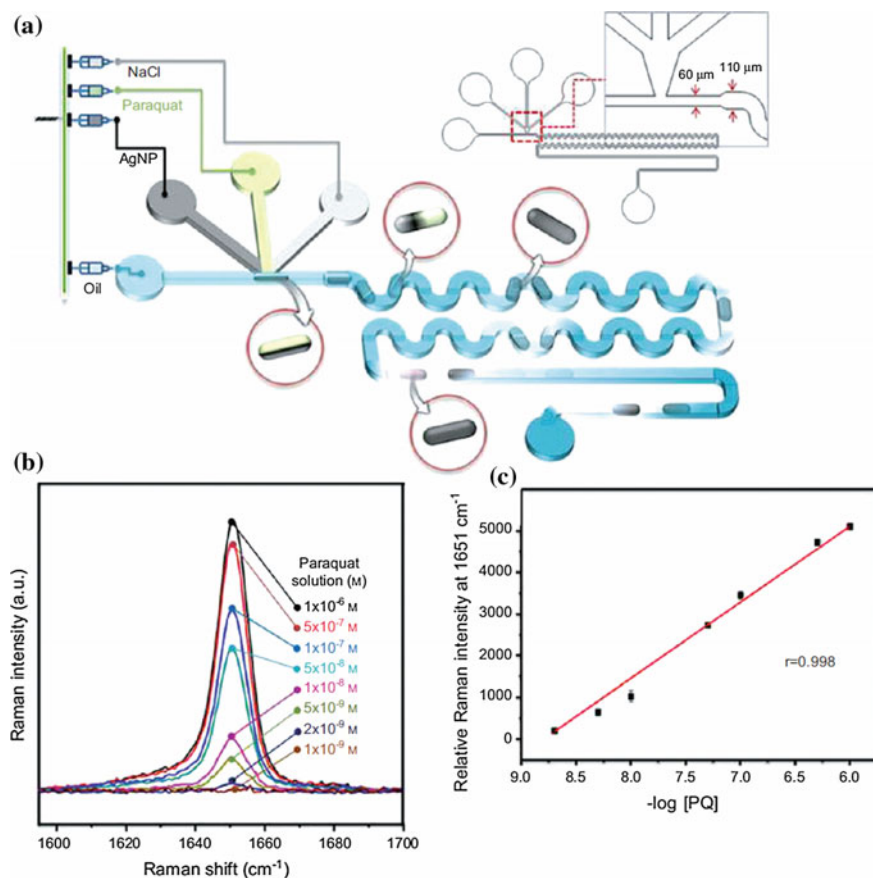 (a)
NaCl
Paraquat
AgNP
Oil
60 μm
110 μm
(b)
Raman intensity (a.u.)
Paraquat
solution (M)
1x10⁻⁶ M
5x10⁻⁷ M
1x10⁻⁷ M
5x10⁻⁸ M
1x10⁻⁸ M
5x10⁻⁹ M
2x10⁻⁹ M
1x10⁻⁹ M
1600 1620 1640 1660 1680 1700
Raman shift (cm⁻¹)
(c)
Relative Raman intensity at 1651 cm⁻¹
5000
4000
3000
2000
1000
0
r=0.998
9.0 8.5 8.0 7.5 7.0 6.5 6.0
-log [PQ]